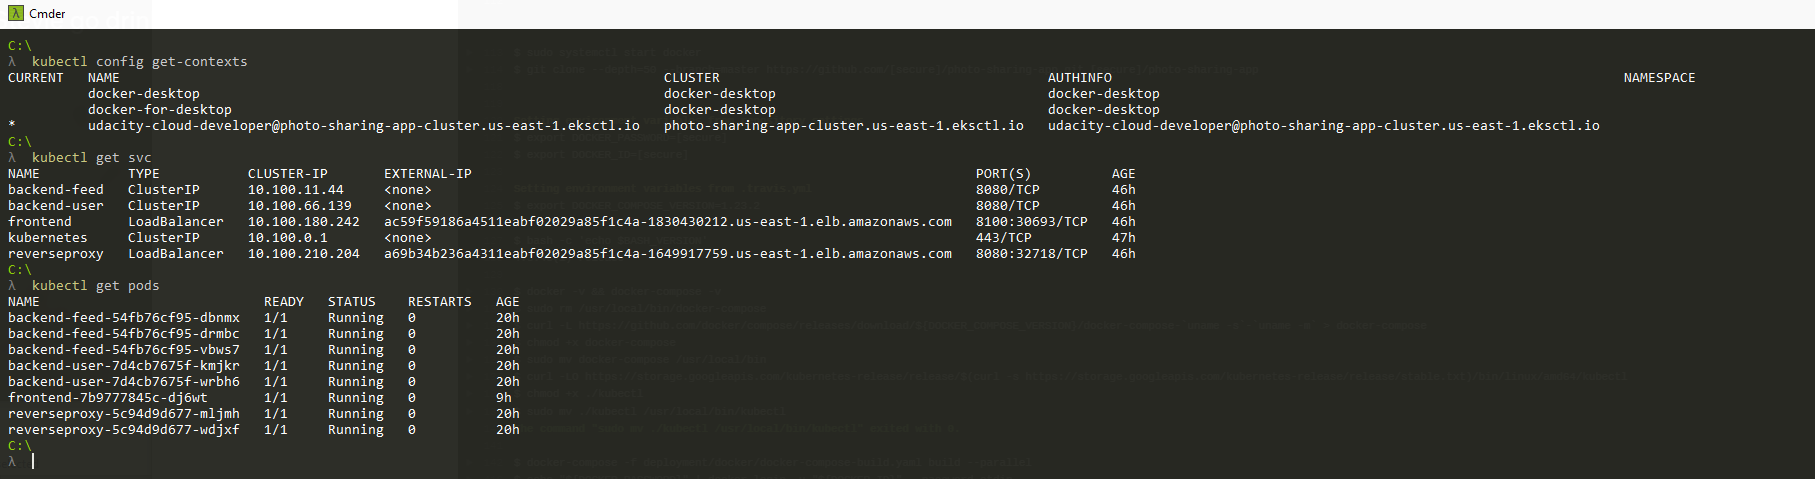 Cmder
C:\
λ kubectl config get-contexts
CURRENT NAME CLUSTER AUTHINFO NAMESPACE
docker-desktop docker-desktop docker-desktop
docker-for-desktop docker-desktop docker-desktop
* udacity-cloud-developer@photo-sharing-app-cluster.us-east-1.eksctl.io photo-sharing-app-cluster.us-east-1.eksctl.io udacity-cloud-developer@photo-sharing-app-cluster.us-east-1.eksctl.io
C:\
λ kubectl get svc
NAME TYPE CLUSTER-IP EXTERNAL-IP PORT(S) AGE
backend-feed ClusterIP 10.100.11.44 <none> 8080/TCP 46h
backend-user ClusterIP 10.100.66.139 <none> 8080/TCP 46h
frontend LoadBalancer 10.100.180.242 ac59f59186a4511eabf02029a85f1c4a-1830430212.us-east-1.elb.amazonaws.com 8100:30693/TCP 46h
kubernetes ClusterIP 10.100.0.1 <none> 443/TCP 47h
reverseproxy LoadBalancer 10.100.210.204 a69b34b236a4311eabf02029a85f1c4a-1649917759.us-east-1.elb.amazonaws.com 8080:32718/TCP 46h
C:\
λ kubectl get pods
NAME READY STATUS RESTARTS AGE
backend-feed-54fb76cf95-dbnmx 1/1 Running 0 20h
backend-feed-54fb76cf95-drmbc 1/1 Running 0 20h
backend-feed-54fb76cf95-vbws7 1/1 Running 0 20h
backend-user-7d4cb7675f-kmjkr 1/1 Running 0 20h
backend-user-7d4cb7675f-wrbh6 1/1 Running 0 20h
frontend-7b9777845c-dj6wt 1/1 Running 0 9h
reverseproxy-5c94d9d677-mljmh 1/1 Running 0 20h
reverseproxy-5c94d9d677-wdjxf 1/1 Running 0 20h
C:\
λ